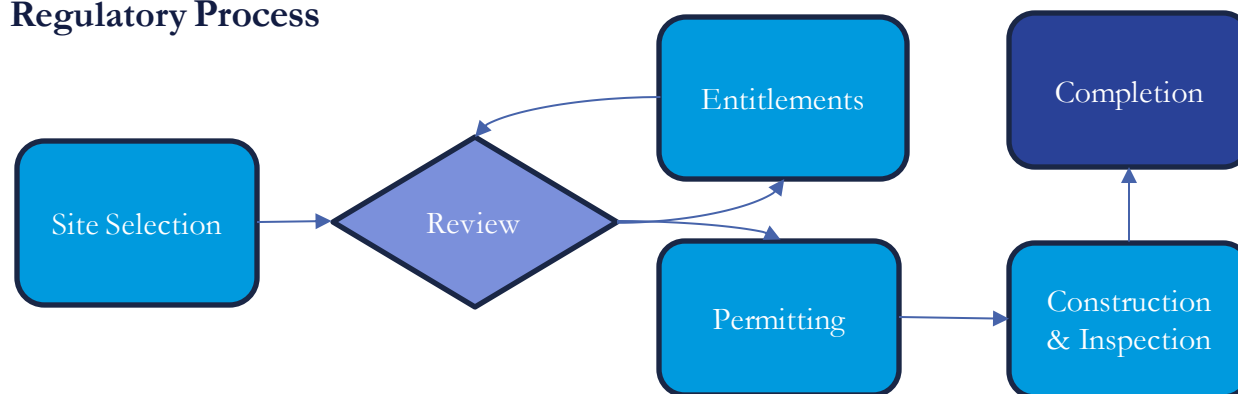 Regulatory Process
Entitlements
Completion
Site Selection
Review
Permitting
Construction
& Inspection